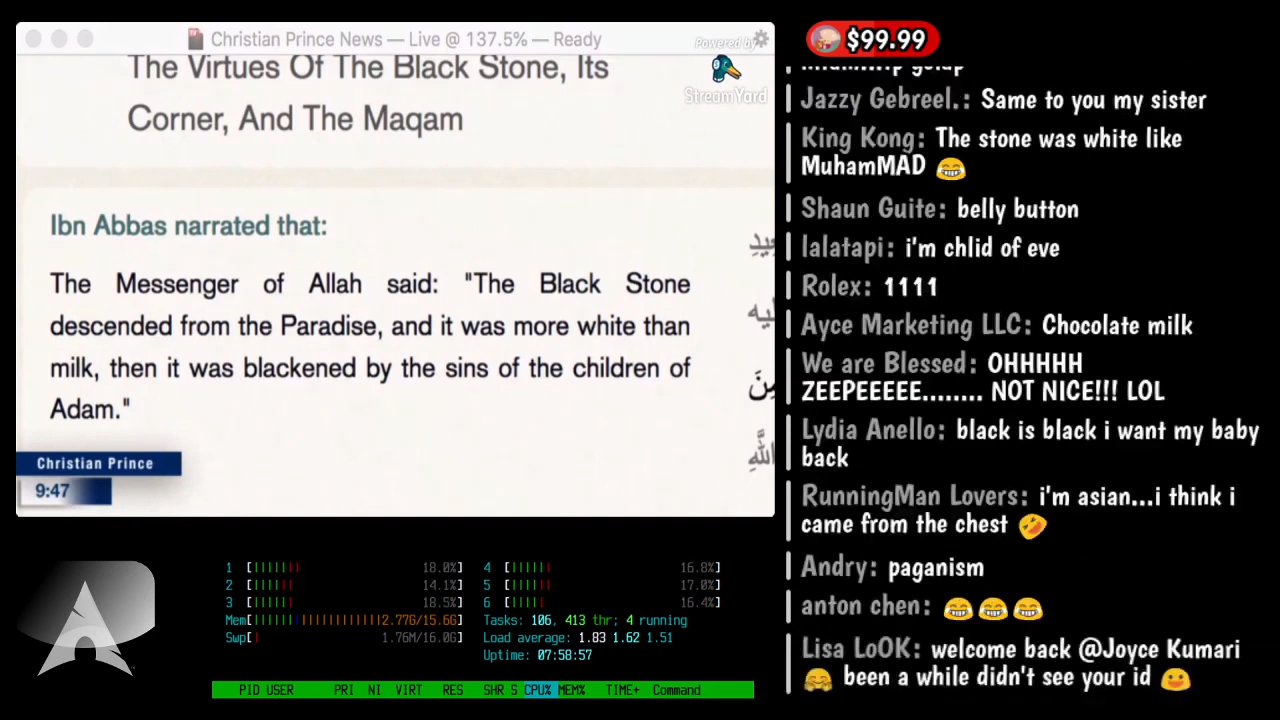 Christian Prince News — Live @ 137.5% — Ready
Powered by
StreamYard
The Virtues Of The Black Stone, Its
Corner, And The Maqam
Ibn Abbas narrated that:
The Messenger of Allah said: "The Black Stone
descended from the Paradise, and it was more white than
milk, then it was blackened by the sins of the children of
Adam."
Christian Prince
9:47
$99.99
Jazzy Gebreel.: Same to you my sister
King Kong: The stone was white like
MuhamMAD 😂
Shaun Guite: belly button
lalatapi: i'm chlid of eve
Rolex: 1111
Ayce Marketing LLC: Chocolate milk
We are Blessed: OHHHHH
ZEEPEEEEE........ NOT NICE!!! LOL
Lydia Anello: black is black i want my baby
back
RunningMan Lovers: i'm asian...i think i
came from the chest 🤣
Andry: paganism
anton chen: 😂😂😂
Lisa LoOK: welcome back @Joyce Kumari
🤗 been a while didn't see your id 😛
1 [|||||||| 18.0%] 4 [||||||| 16.8%]
2 [||||||| 14.1%] 5 [||||||| 17.0%]
3 [||||||| 18.5%] 6 [|||||| 16.4%]
Mem[||||||||||||||||||||||2.77G/15.6G] Tasks: 106, 413 thr; 4 running
Swp[| 1.76M/16.0G] Load average: 1.83 1.62 1.51
Uptime: 07:58:57
PID USER PRI NI VIRT RES SHR S CPU% MEM% TIME+ Command